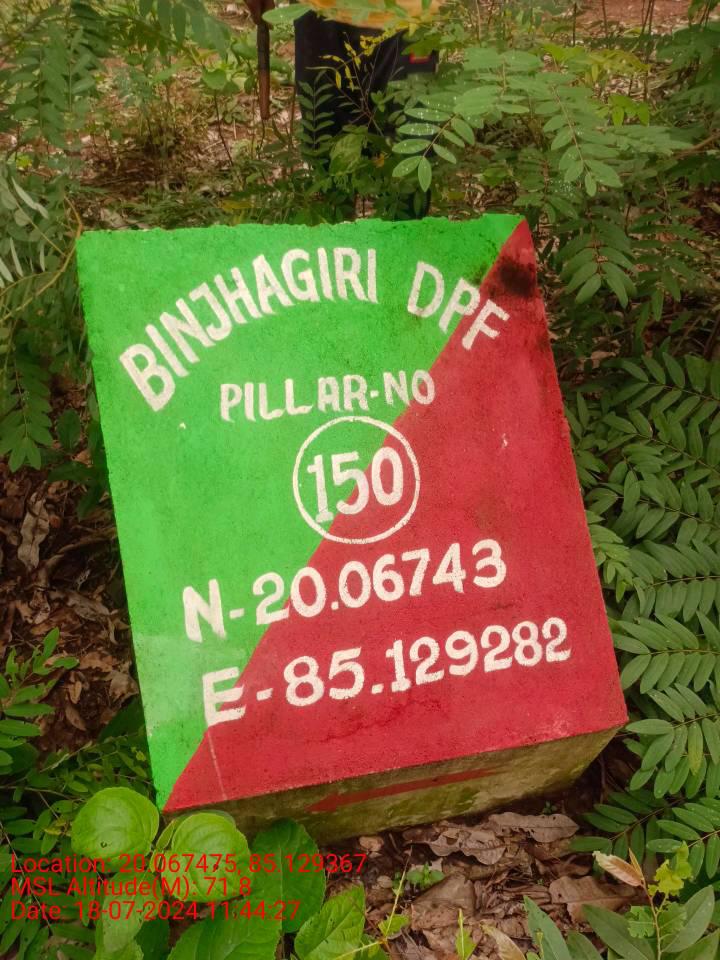 BINJHAGIRI DPF
PILLAR-NO
150
N-20.06743
E-85.129282
Location: 20.067475, 85.129367
MSL Altitude(M): 71.8
Date: 18-07-2024 11:44:27